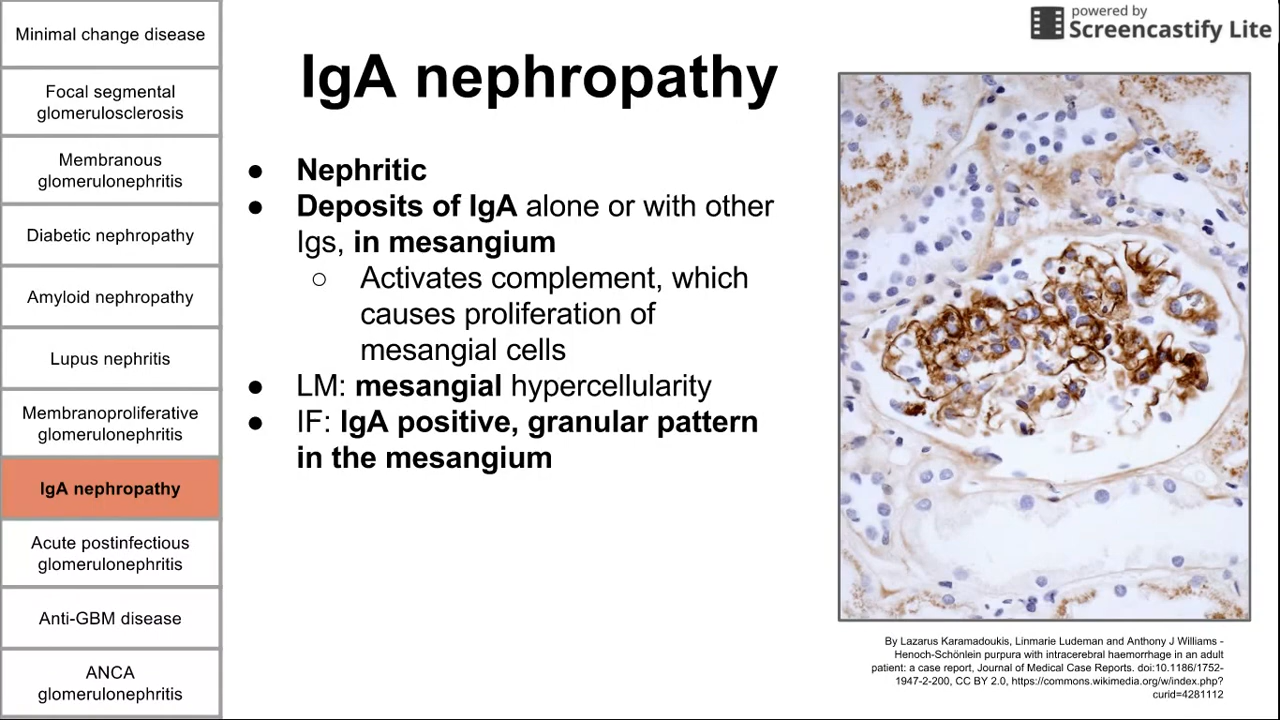 Minimal change disease
Focal segmental
glomerulosclerosis
Membranous
glomerulonephritis
Diabetic nephropathy
Amyloid nephropathy
Lupus nephritis
Membranoproliferative
glomerulonephritis
IgA nephropathy
Acute postinfectious
glomerulonephritis
Anti-GBM disease
ANCA
glomerulonephritis
IgA nephropathy
● Nephritic
● Deposits of IgA alone or with other
Igs, in mesangium
○ Activates complement, which
causes proliferation of
mesangial cells
● LM: mesangial hypercellularity
● IF: IgA positive, granular pattern
in the mesangium
powered by
Screencastify Lite
By Lazarus Karamadoukis, Linmarie Ludeman and Anthony J Williams -
Henoch-Schönlein purpura with intracerebral haemorrhage in an adult
patient: a case report, Journal of Medical Case Reports. doi:10.1186/1752-
1947-2-200, CC BY 2.0, https://commons.wikimedia.org/w/index.php?
curid=4281112